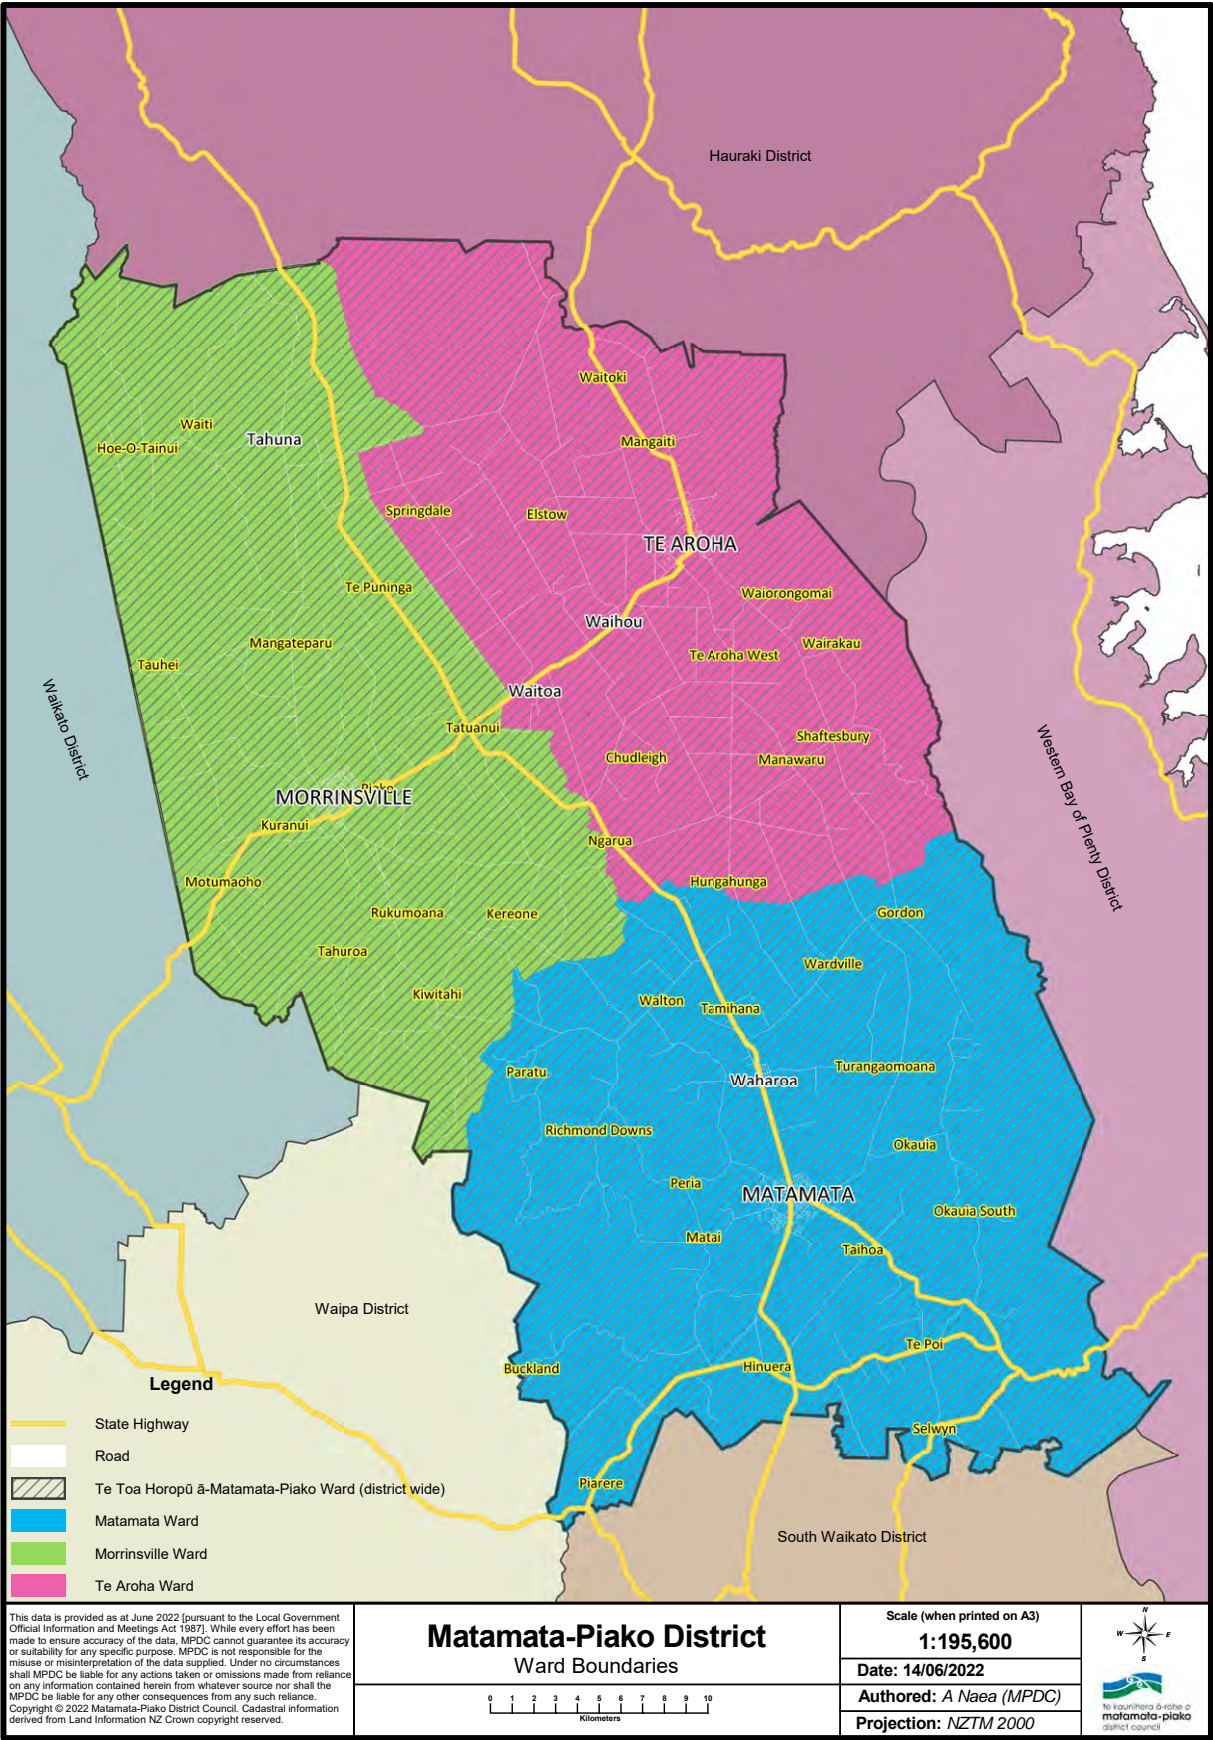 Hauraki District
Waitoki
Waiti
Tahuna
Hoe-O-Tainui
Mangaiti
Springdale
Elstow
TE AROHA
Te Puninga
Waiorongomai
Waihou
Mangateparu
Wairakau
Te Aroha West
Tauhei
Waitoa
Waikato District
Tatuanui
Shaftesbury
Chudleigh
Manawaru
Western Bay of Plenty District
Piako
MORRINSVILLE
Kuranui
Ngarua
Motumaoho
Hungahunga
Rukumoana
Kereone
Gordon
Tahuroa
Wardville
Kiwitahi
Walton
Tamihana
Paratu
Waharoa
Turangaomoana
Richmond Downs
Okauia
Peria
MATAMATA
Okauia South
Matai
Taihoa
Waipa District
Te Poi
Buckland
Hinuera
Selwyn
Piarere
South Waikato District
Legend
State Highway
Road
Te Toa Horopū ā-Matamata-Piako Ward (district wide)
Matamata Ward
Morrinsville Ward
Te Aroha Ward
This data is provided as at June 2022 [pursuant to the Local Government
Official Information and Meetings Act 1987]. While every effort has been
made to ensure accuracy of the data, MPDC cannot guarantee its accuracy
or suitability for any specific purpose. MPDC is not responsible for the
misuse or misinterpretation of the data supplied. Under no circumstances
shall MPDC be liable for any actions taken or omissions made from reliance
on any information contained herein from whatever source nor shall the
MPDC be liable for any other consequences from any such reliance.
Copyright © 2022 Matamata-Piako District Council. Cadastral information
derived from Land Information NZ Crown copyright reserved.
Matamata-Piako District
Ward Boundaries
0 1 2 3 4 5 6 7 8 9 10
Kilometers
Scale (when printed on A3)
1:195,600
Date: 14/06/2022
Authored: A Naea (MPDC)
Projection: NZTM 2000
N
W E
S
te kaunihera ā-rohe o
matamata-piako
district council